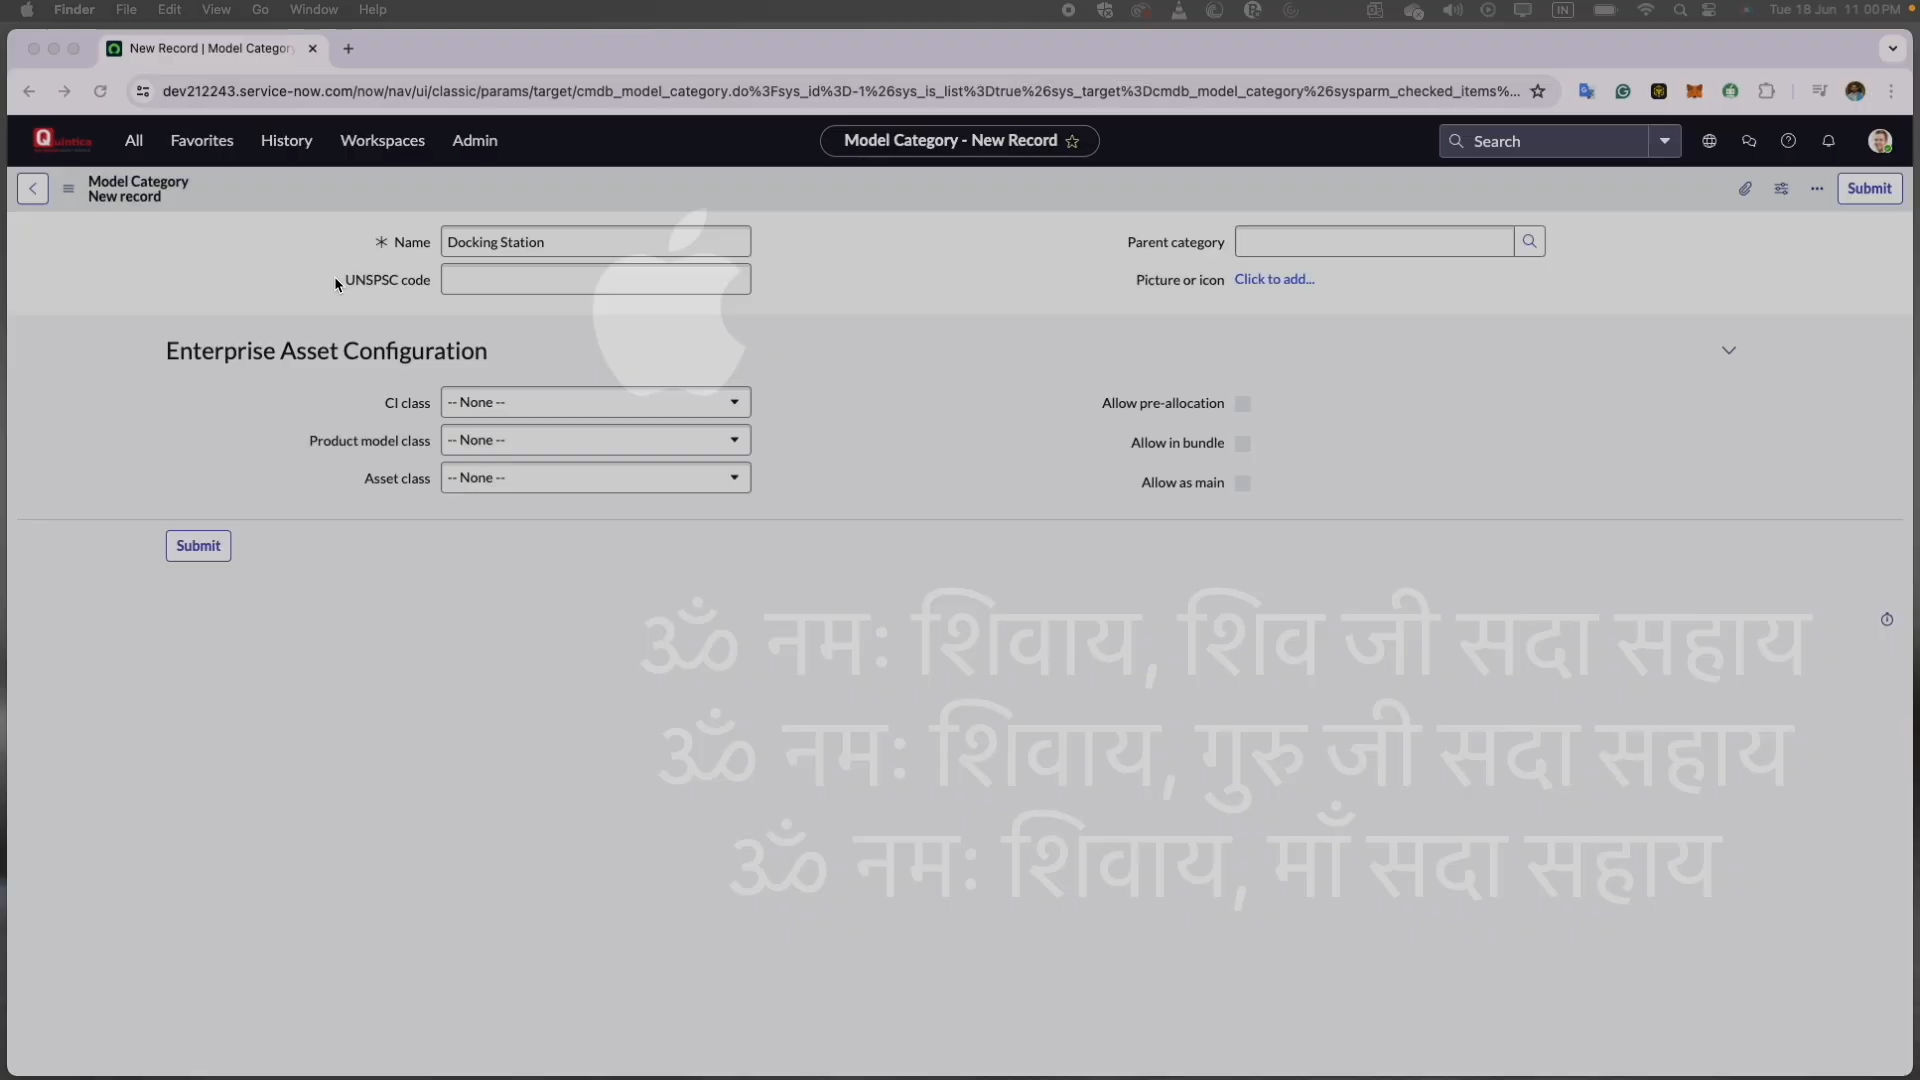 Finder File Edit View Go Window Help IN Tue 18 Jun 11 00 PM
New Record | Model Category
dev212243.service-now.com/now/nav/ui/classic/params/target/cmdb_model_category.do%3Fsys_id%3D-1%26sys_is_list%3Dtrue%26sys_target%3Dcmdb_model_category%26sysparm_checked_items%...
Quintica All Favorites History Workspaces Admin Model Category - New Record Search
Model Category
New record
Submit
* Name Docking Station Parent category
UNSPSC code Picture or icon Click to add...
Enterprise Asset Configuration
CI class -- None -- Allow pre-allocation
Product model class -- None -- Allow in bundle
Asset class -- None -- Allow as main
Submit
ॐ नमः शिवाय, शिव जी सदा सहाय
ॐ नमः शिवाय, गुरु जी सदा सहाय
ॐ नमः शिवाय, माँ सदा सहाय